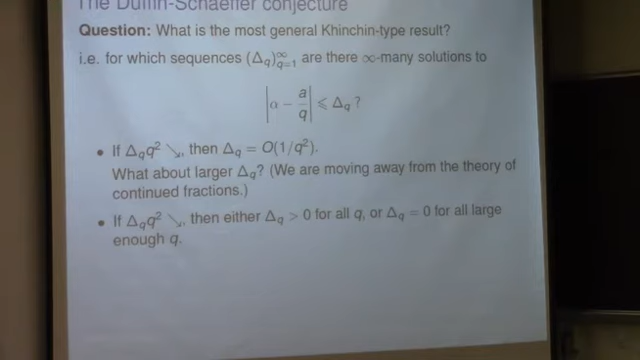 The Duffin-Schaeffer conjecture
Question: What is the most general Khinchin-type result?
i.e. for which sequences (Δ_q)_{q=1}^∞ are there ∞-many solutions to
|α − a/q| ⩽ Δ_q ?
• If Δ_q q² ↘, then Δ_q = O(1/q²).
What about larger Δ_q? (We are moving away from the theory of
continued fractions.)
• If Δ_q q² ↘, then either Δ_q > 0 for all q, or Δ_q = 0 for all large
enough q.